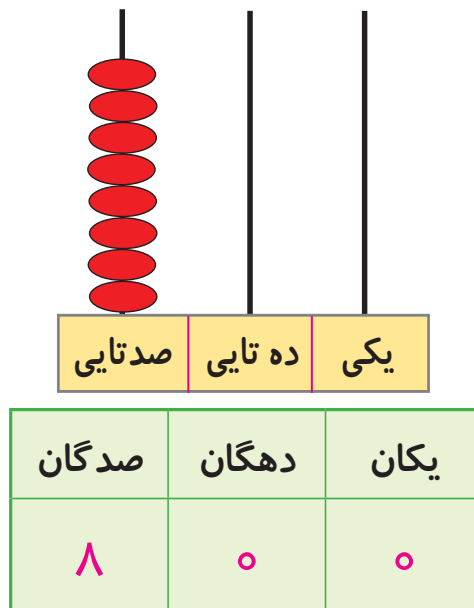 یکی ده تایی صدتایی
یکان دهگان صدگان
۰ ۰ ۸